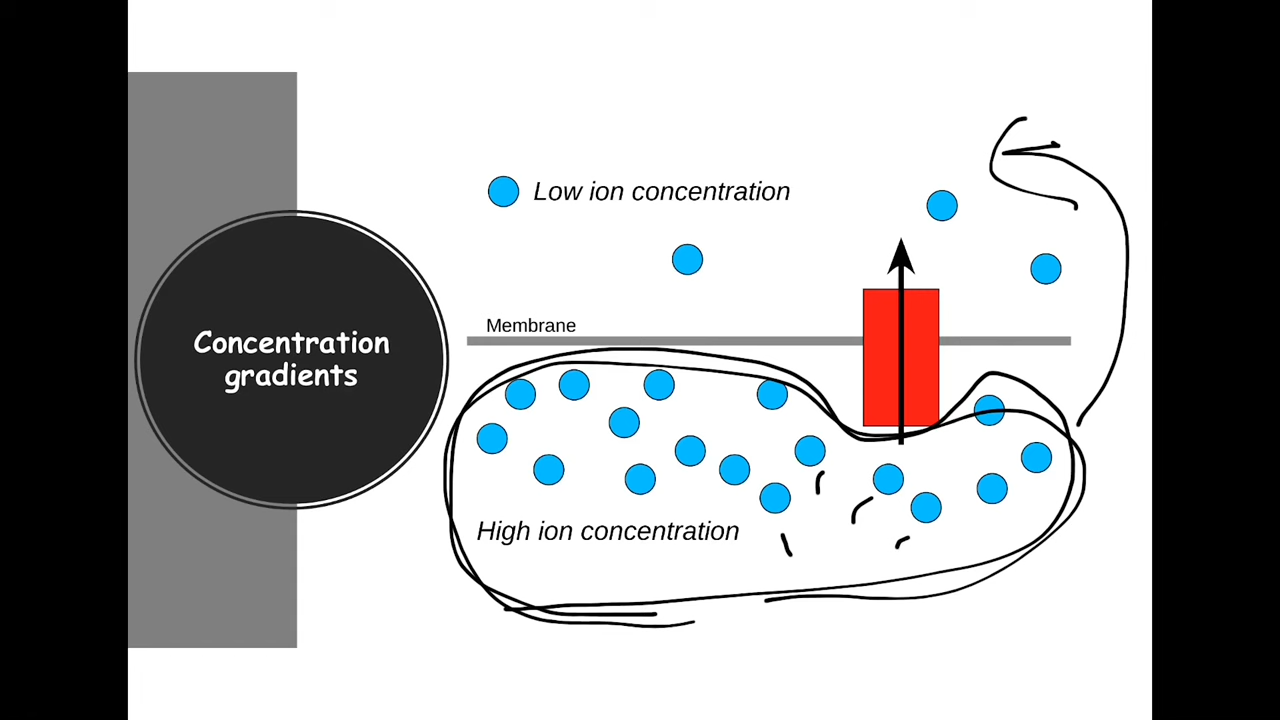 Concentration
gradients
Low ion concentration
Membrane
High ion concentration